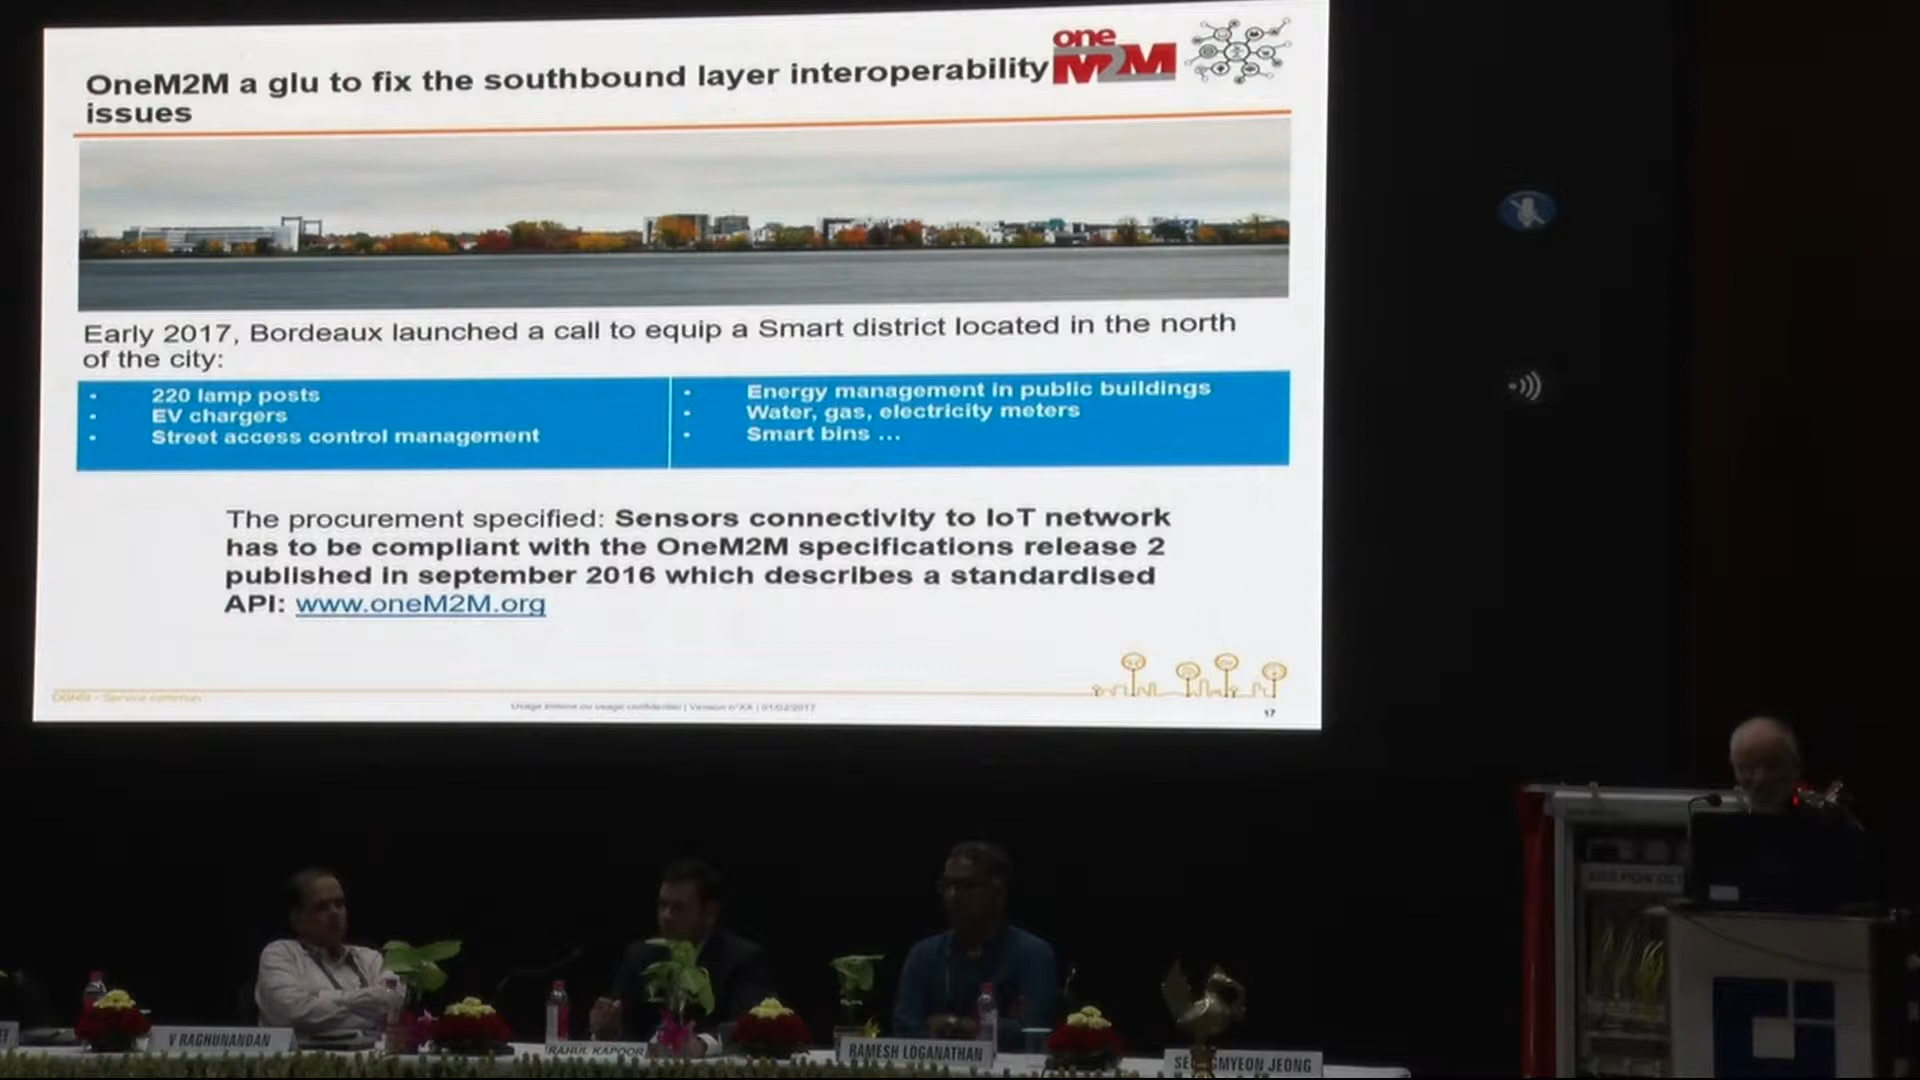 OneM2M a glu to fix the southbound layer interoperability
issues
one
M2M
Early 2017, Bordeaux launched a call to equip a Smart district located in the north
of the city:
• 220 lamp posts
• EV chargers
• Street access control management
• Energy management in public buildings
• Water, gas, electricity meters
• Smart bins ...
The procurement specified: Sensors connectivity to IoT network
has to be compliant with the OneM2M specifications release 2
published in september 2016 which describes a standardised
API: www.oneM2M.org
17
V RAGHUNANDAN
RAHUL KAPOOR
RAMESH LOGANATHAN
JEONG